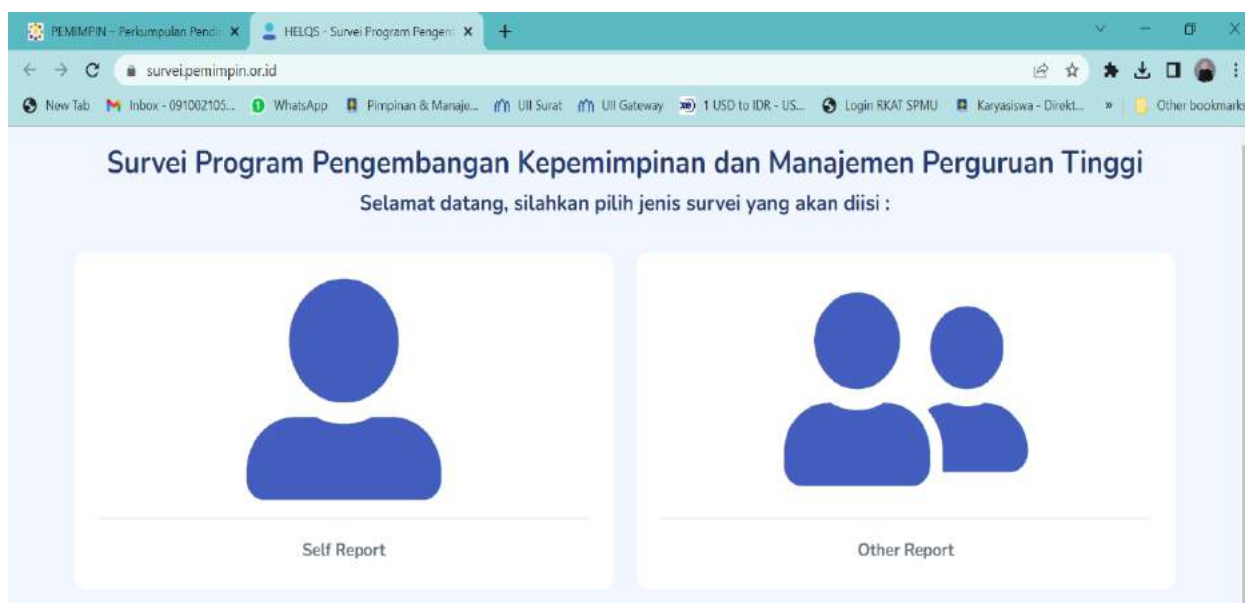 PEMIMPIN – Perkumpulan Pendi
HELQS - Survei Program Pengem
survei.pemimpin.or.id
New Tab
Inbox - 091002105...
WhatsApp
Pimpinan & Manaje...
UII Surat
UII Gateway
1 USD to IDR - US...
Login RKAT SPMU
Karyasiswa - Direkt...
»
Other bookmarks
Survei Program Pengembangan Kepemimpinan dan Manajemen Perguruan Tinggi
Selamat datang, silahkan pilih jenis survei yang akan diisi :
Self Report
Other Report